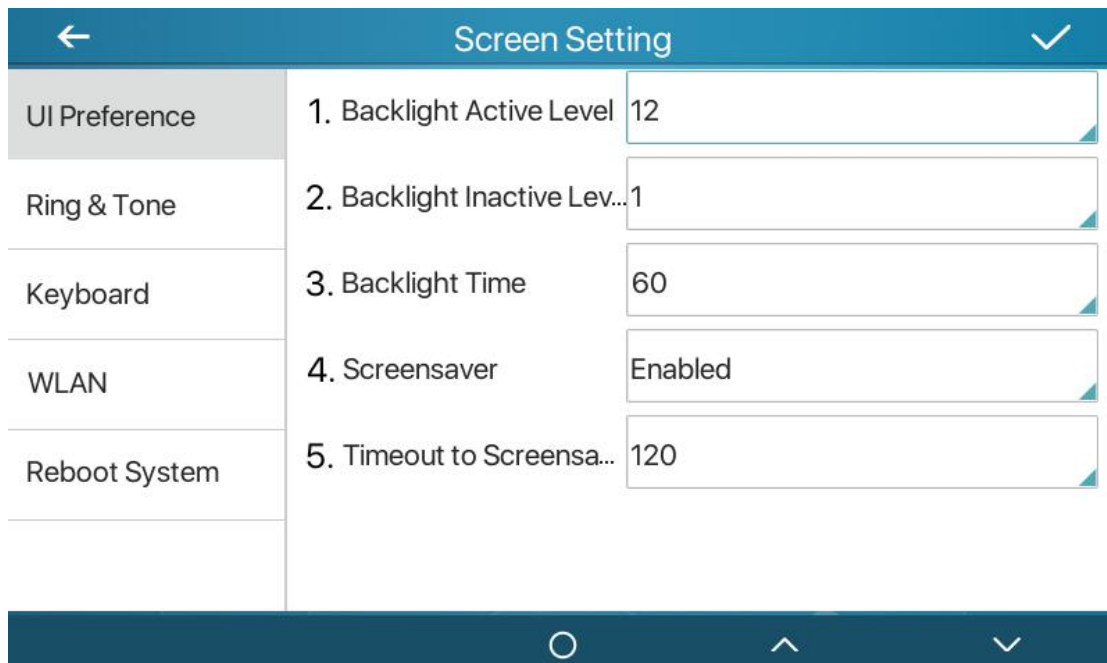 Screen Setting
UI Preference
Ring & Tone
Keyboard
WLAN
Reboot System
1. Backlight Active Level 12
2. Backlight Inactive Lev... 1
3. Backlight Time 60
4. Screensaver Enabled
5. Timeout to Screensa... 120